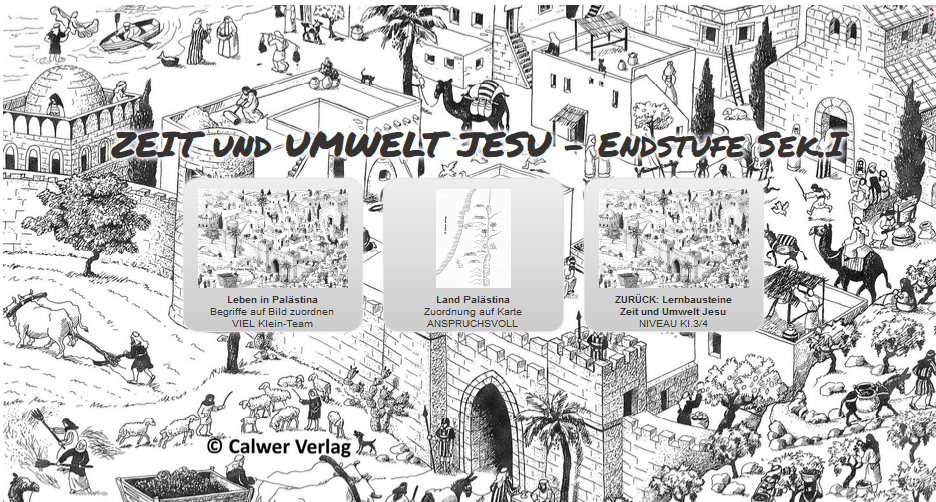 ZEIT und UMWELT JESU - Endstufe Sek.I
Leben in Palästina
Begriffe auf Bild zuordnen
VIEL Klein-Team
Land Palästina
Zuordnung auf Karte
ANSPRUCHSVOLL
ZURÜCK: Lernbausteine
Zeit und Umwelt Jesu
NIVEAU Kl.3/4
© Calwer Verlag